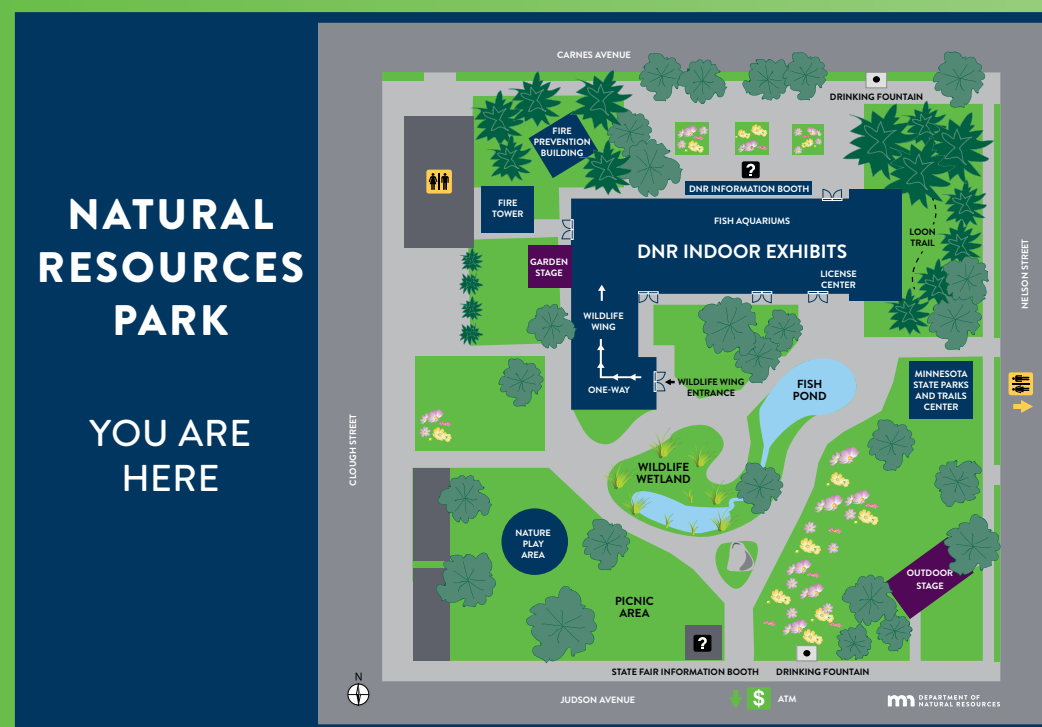 NATURAL
RESOURCES
PARK
YOU ARE
HERE
CARNES AVENUE
DRINKING FOUNTAIN
FIRE
PREVENTION
BUILDING
?
DNR INFORMATION BOOTH
FIRE
TOWER
FISH AQUARIUMS
DNR INDOOR EXHIBITS
LICENSE
CENTER
LOON
TRAIL
NELSON STREET
GARDEN
STAGE
WILDLIFE
WING
ONE-WAY
WILDLIFE WING
ENTRANCE
FISH
POND
MINNESOTA
STATE PARKS
AND TRAILS
CENTER
CLOUGH STREET
WILDLIFE
WETLAND
NATURE
PLAY
AREA
OUTDOOR
STAGE
PICNIC
AREA
?
STATE FAIR INFORMATION BOOTH
DRINKING FOUNTAIN
N
JUDSON AVENUE
$ ATM
mn DEPARTMENT OF
NATURAL RESOURCES